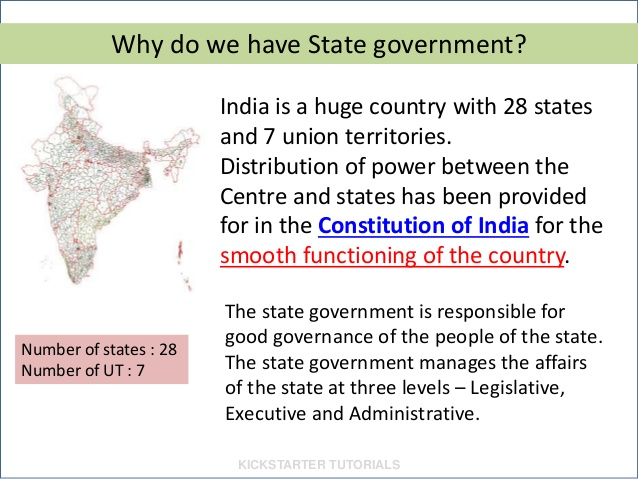 Why do we have State government?
India is a huge country with 28 states
and 7 union territories.
Distribution of power between the
Centre and states has been provided
for in the Constitution of India for the
smooth functioning of the country.
The state government is responsible for
good governance of the people of the state.
The state government manages the affairs
of the state at three levels – Legislative,
Executive and Administrative.
Number of states : 28
Number of UT : 7
KICKSTARTER TUTORIALS